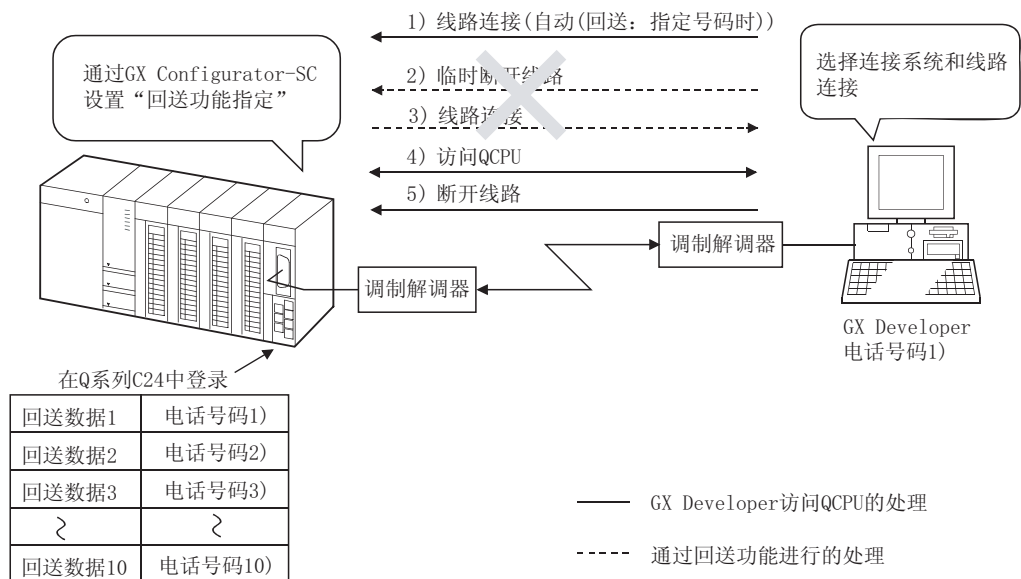 1) 线路连接(自动(回送: 指定号码时))
通过GX Configurator-SC
设置“回送功能指定”
2) 临时断开线路
3) 线路连接
4) 访问QCPU
5) 断开线路
选择连接系统和线路
连接
调制解调器
调制解调器
GX Developer
电话号码1)
在Q系列C24中登录
回送数据1 电话号码1)
回送数据2 电话号码2)
回送数据3 电话号码3)
回送数据10 电话号码10)
GX Developer访问QCPU的处理
通过回送功能进行的处理